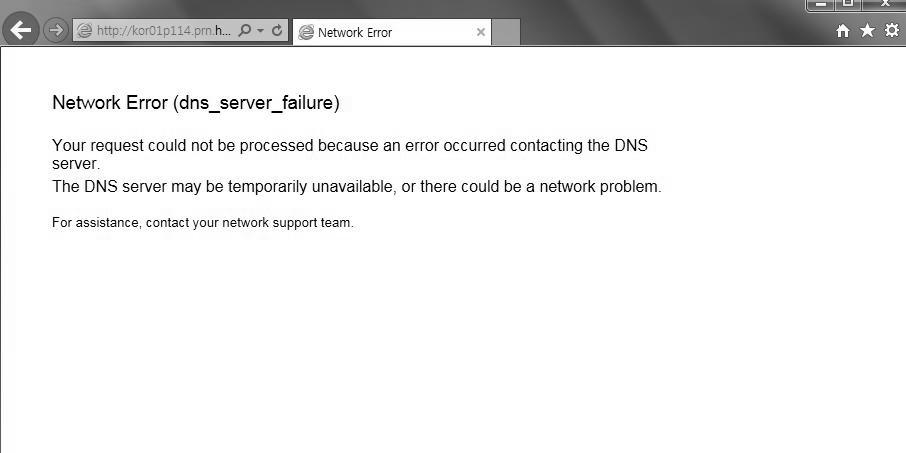 http://kor01p114.prn.h...
Network Error
Network Error (dns_server_failure)
Your request could not be processed because an error occurred contacting the DNS
server.
The DNS server may be temporarily unavailable, or there could be a network problem.
For assistance, contact your network support team.